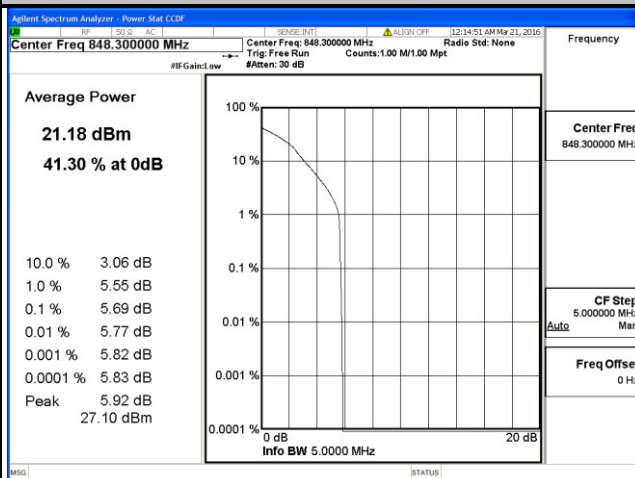 Agilent Spectrum Analyzer - Power Stat CCDF
RF 50 Ω AC SENSE:INT ALIGN OFF 12:14:51 AM Mar 21, 2016
Center Freq 848.300000 MHz
Center Freq: 848.300000 MHz Radio Std: None
Trig: Free Run Counts:1.00 M/1.00 Mpt
#IFGain:Low #Atten: 30 dB
Frequency
Average Power
21.18 dBm
41.30 % at 0dB
10.0 % 3.06 dB
1.0 % 5.55 dB
0.1 % 5.69 dB
0.01 % 5.77 dB
0.001 % 5.82 dB
0.0001 % 5.83 dB
Peak 5.92 dB
27.10 dBm
100 %
10 %
1 %
0.1 %
0.01 %
0.001 %
0.0001 %
0 dB 20 dB
Info BW 5.0000 MHz
Center Freq
848.300000 MHz
CF Step
5.000000 MHz
Auto Man
Freq Offset
0 Hz
MSG STATUS